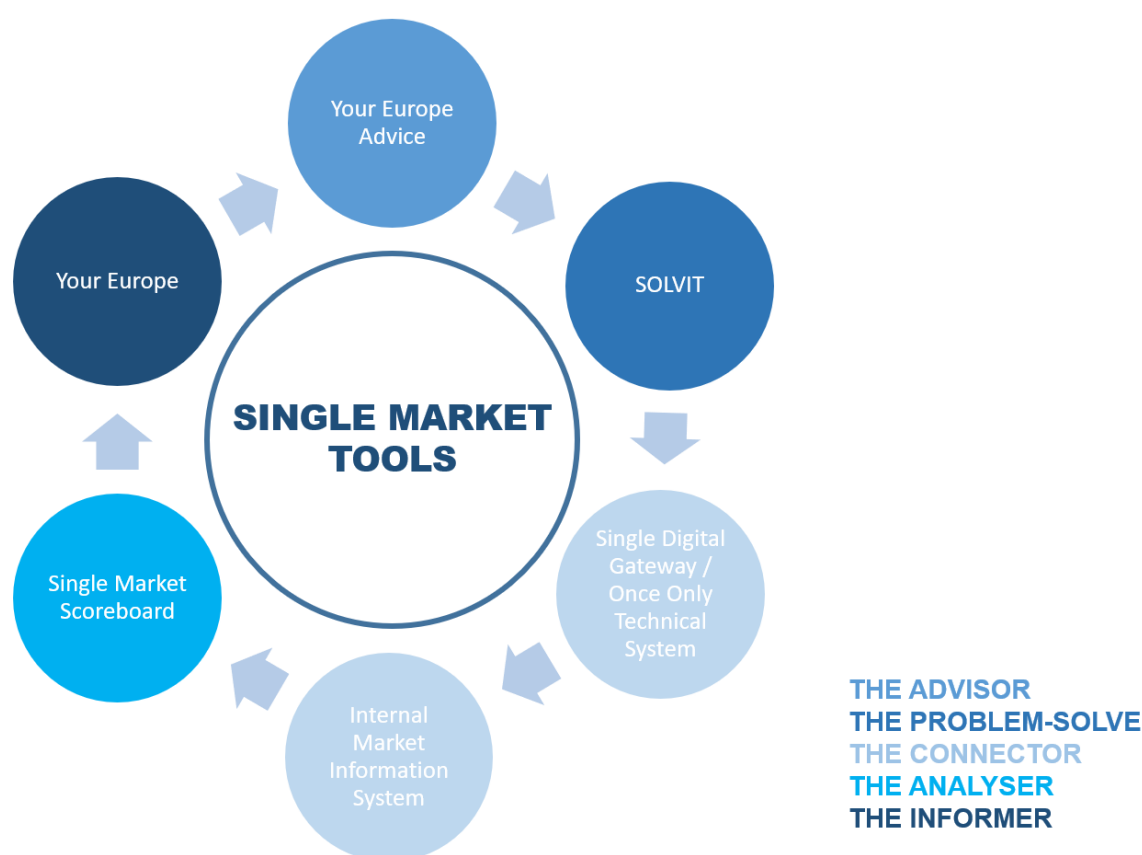 Your Europe
Advice
Your Europe
SOLVIT
SINGLE MARKET
TOOLS
Single Market
Scoreboard
Single Digital
Gateway /
Once Only
Technical
System
Internal
Market
Information
System
THE ADVISOR
THE PROBLEM-SOLVE
THE CONNECTOR
THE ANALYSER
THE INFORMER